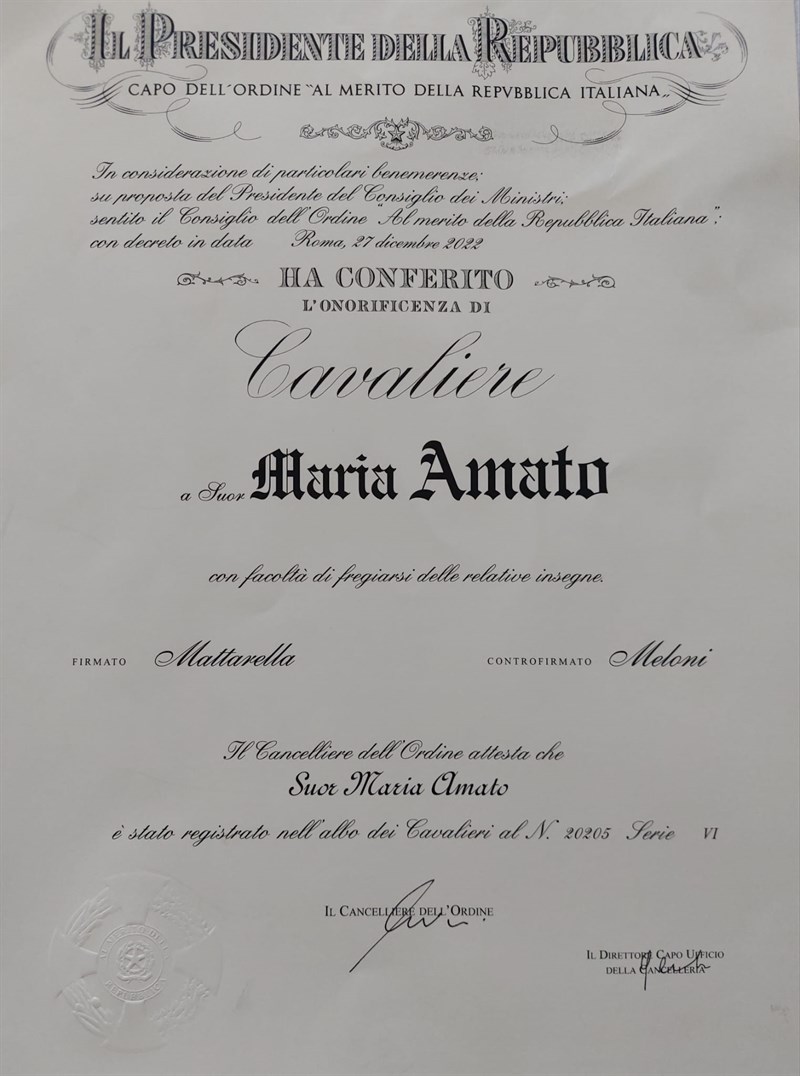 IL PRESIDENTE DELLA REPUBBLICA
CAPO DELL'ORDINE "AL MERITO DELLA REPVBBLICA ITALIANA„
In considerazione di particolari benemerenze;
su proposta del Presidente del Consiglio dei Ministri;
sentito il Consiglio dell'Ordine "Al merito della Repubblica Italiana";
con decreto in data Roma, 27 dicembre 2022
HA CONFERITO
L'ONORIFICENZA DI
Cavaliere
a Suor Maria Amato
con facoltà di fregiarsi delle relative insegne.
FIRMATO Mattarella CONTROFIRMATO Meloni
Il Cancelliere dell'Ordine attesta che
Suor Maria Amato
è stato registrato nell'albo dei Cavalieri al N. 20205 Serie VI
IL CANCELLIERE DELL'ORDINE
IL DIRETTORE CAPO UFFICIO
DELLA CANCELLERIA